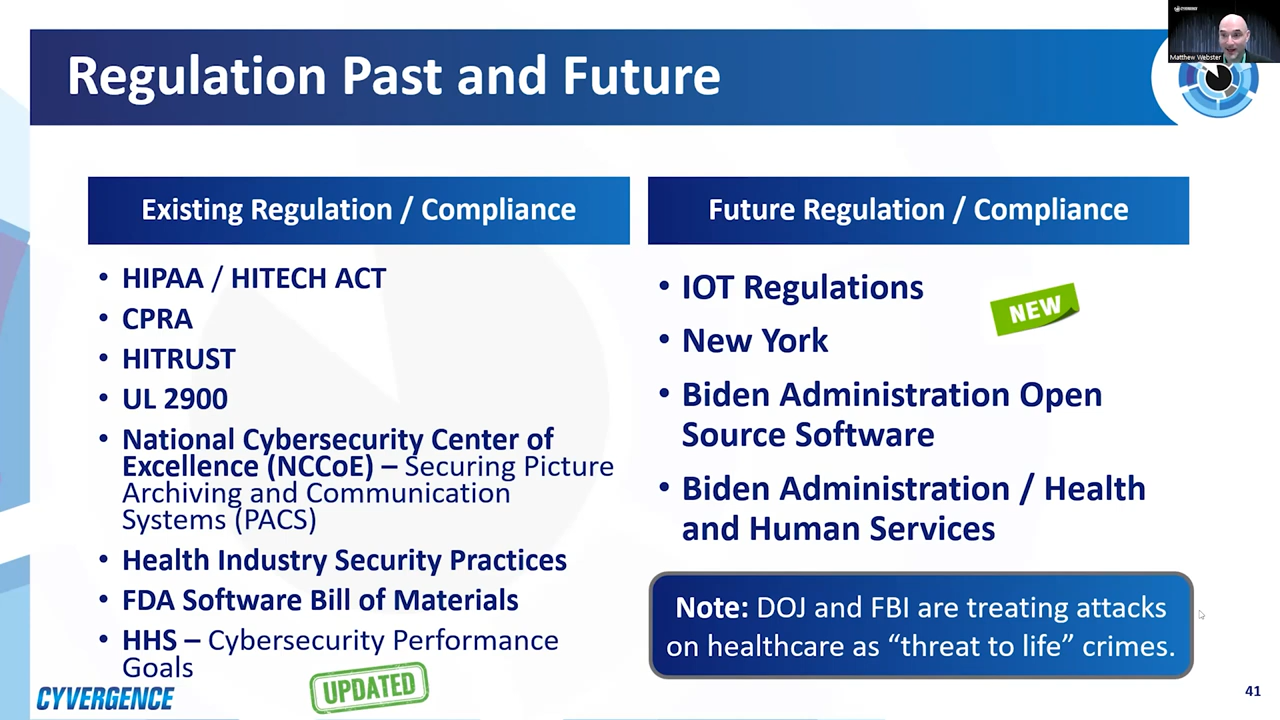 CYVERGENCE
Matthew Webster
Regulation Past and Future
Existing Regulation / Compliance
• HIPAA / HITECH ACT
• CPRA
• HITRUST
• UL 2900
• National Cybersecurity Center of
Excellence (NCCoE) – Securing Picture
Archiving and Communication
Systems (PACS)
• Health Industry Security Practices
• FDA Software Bill of Materials
• HHS – Cybersecurity Performance
Goals
UPDATED
Future Regulation / Compliance
• IOT Regulations
NEW
• New York
• Biden Administration Open
Source Software
• Biden Administration / Health
and Human Services
Note: DOJ and FBI are treating attacks
on healthcare as “threat to life” crimes.
CYVERGENCE
41